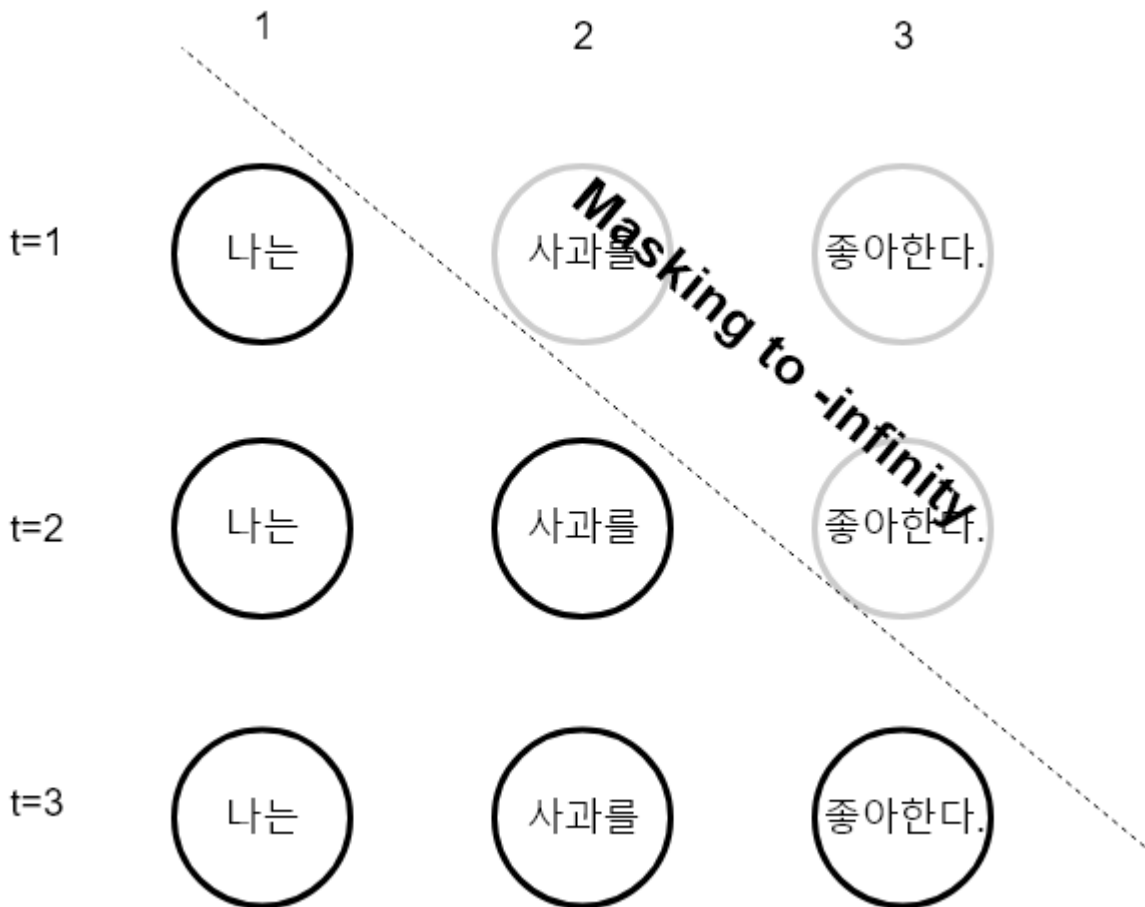 1 2 3
t=1 나는 사과를 좋아한다.
Masking to -infinity
t=2 나는 사과를 좋아한다.
t=3 나는 사과를 좋아한다.